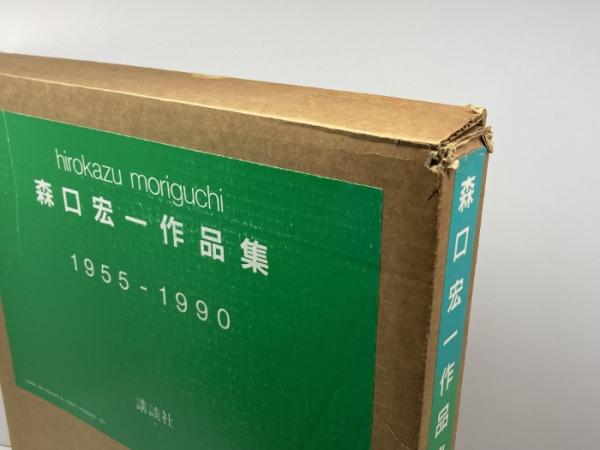 hirokazu moriguchi
森口宏一作品集
1955-1990
講談社
森口宏一作品